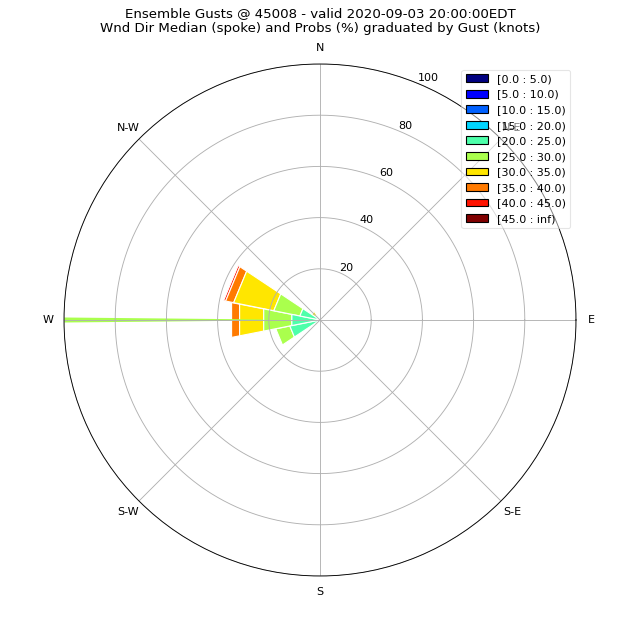 Ensemble Gusts @ 45008 - valid 2020-09-03 20:00:00EDT
Wnd Dir Median (spoke) and Probs (%) graduated by Gust (knots)
N
100
80
60
40
20
N-W
W
E
S-W
S-E
S
[0.0 : 5.0)
[5.0 : 10.0)
[10.0 : 15.0)
[15.0 : 20.0)
[20.0 : 25.0)
[25.0 : 30.0)
[30.0 : 35.0)
[35.0 : 40.0)
[40.0 : 45.0)
[45.0 : inf)